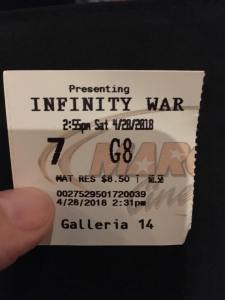 Presenting
INFINITY WAR
2:55pm Sat 4/28/2018
7 G8
MAT RES $8.50 T
0027529501720039
4/28/2018 2:31pm
Galleria 14